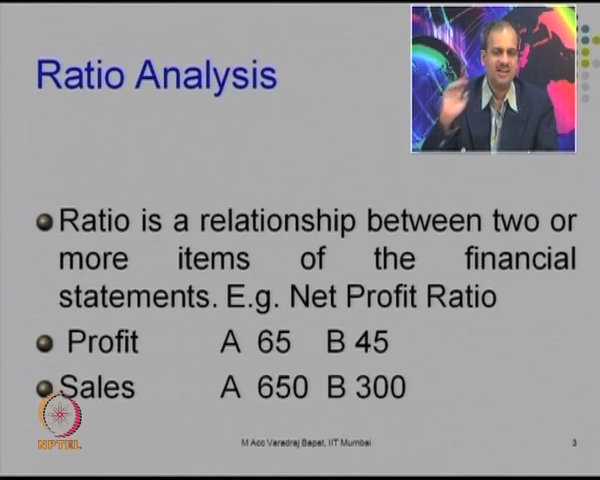 Ratio Analysis
Ratio is a relationship between two or
more items of the financial
statements. E.g. Net Profit Ratio
Profit A 65 B 45
Sales A 650 B 300
NPTEL
M Acc Varadraj Bapat, IIT Mumbai 3